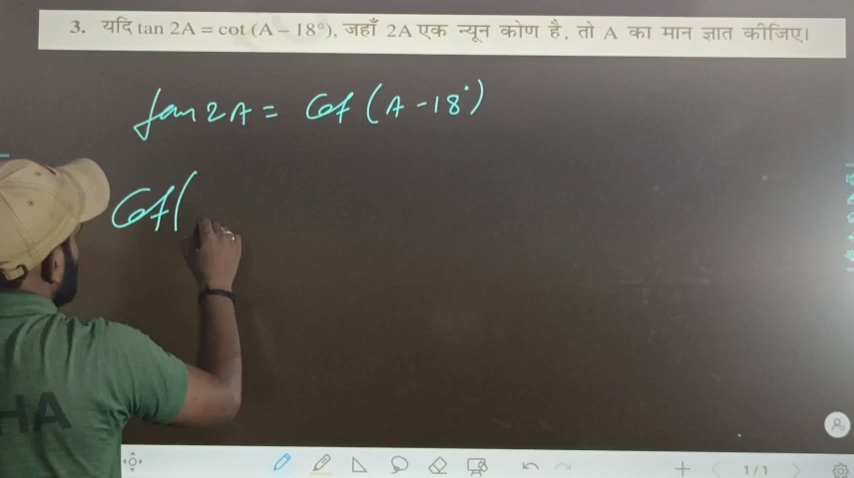 3. यदि tan 2A = cot (A – 18°), जहाँ 2A एक न्यून कोण है, तो A का मान ज्ञात कीजिए।
tan 2A = Cot (A - 18°)
Cot (
HA
1/1